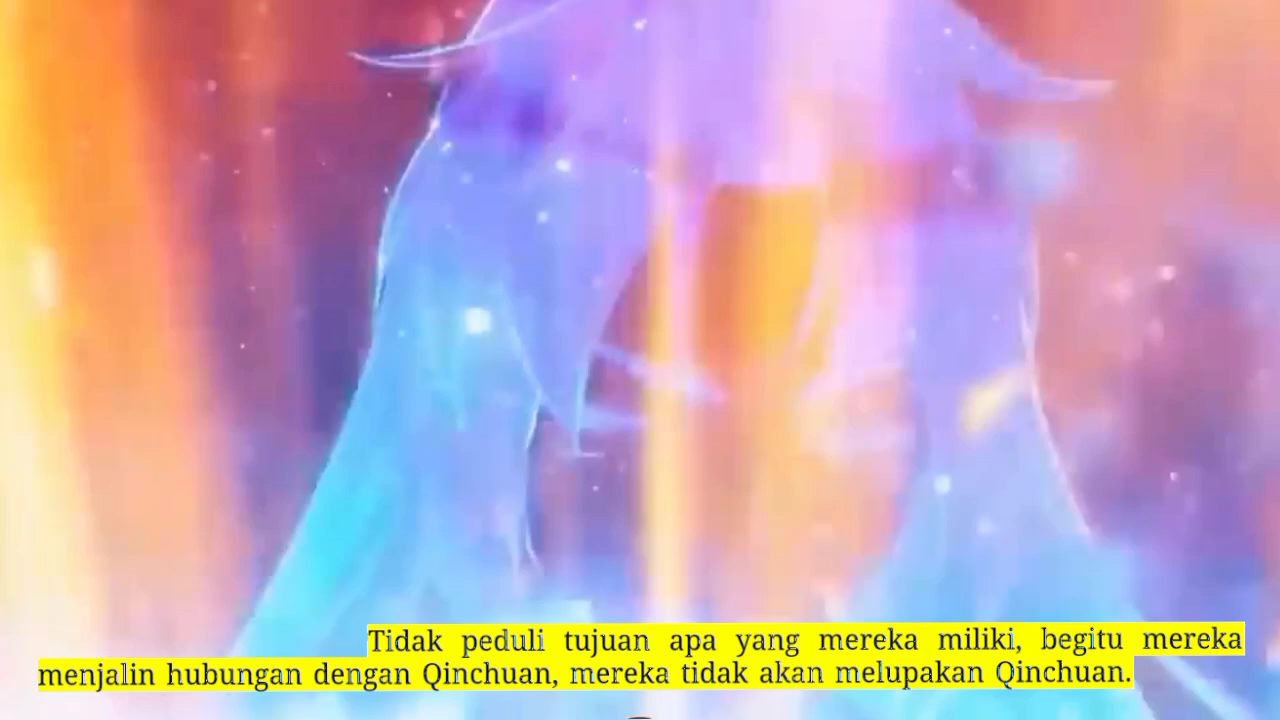 Tidak peduli tujuan apa yang mereka miliki, begitu mereka
menjalin hubungan dengan Qinchuan, mereka tidak akan melupakan Qinchuan.